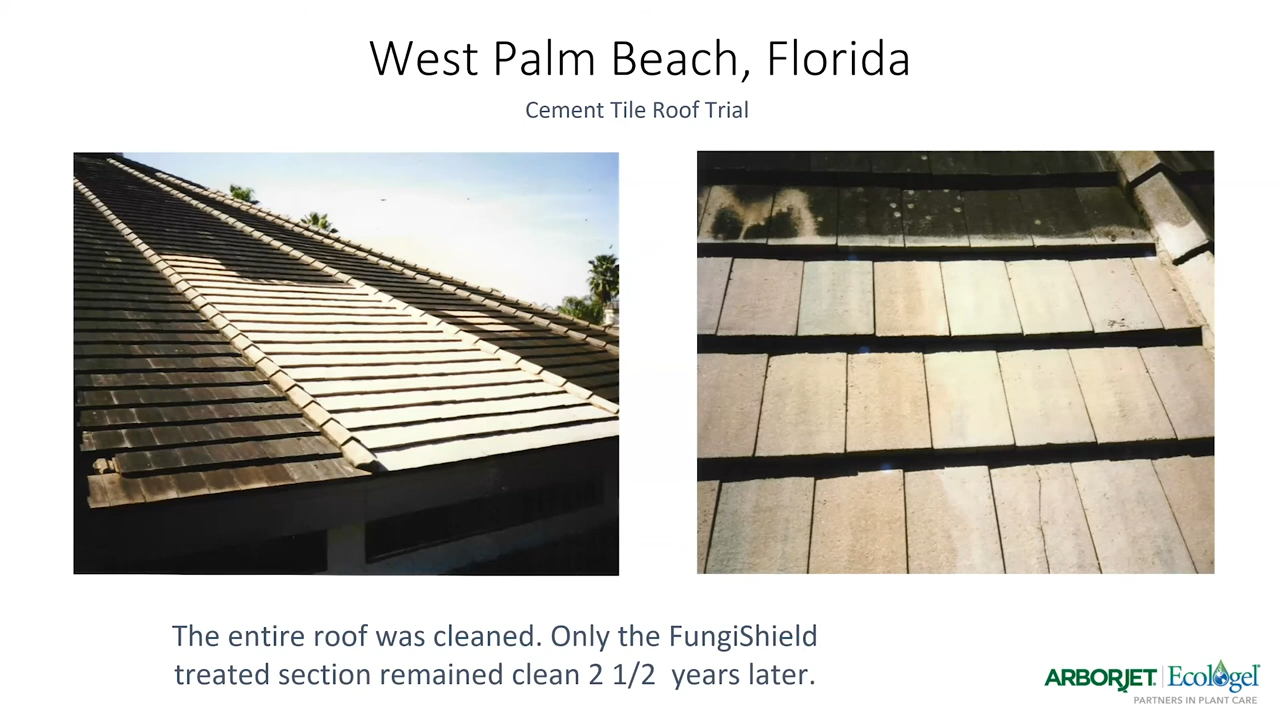 West Palm Beach, Florida
Cement Tile Roof Trial
The entire roof was cleaned. Only the FungiShield
treated section remained clean 2 1/2 years later.
ARBORJET | Ecologel
PARTNERS IN PLANT CARE